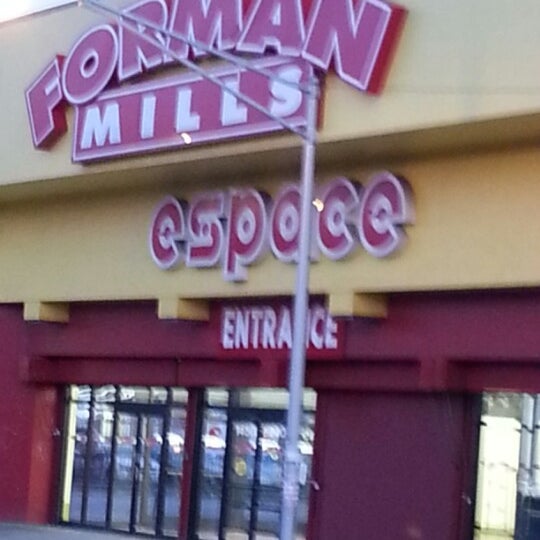 FORMAN
MILLS
espace
ENTRANCE